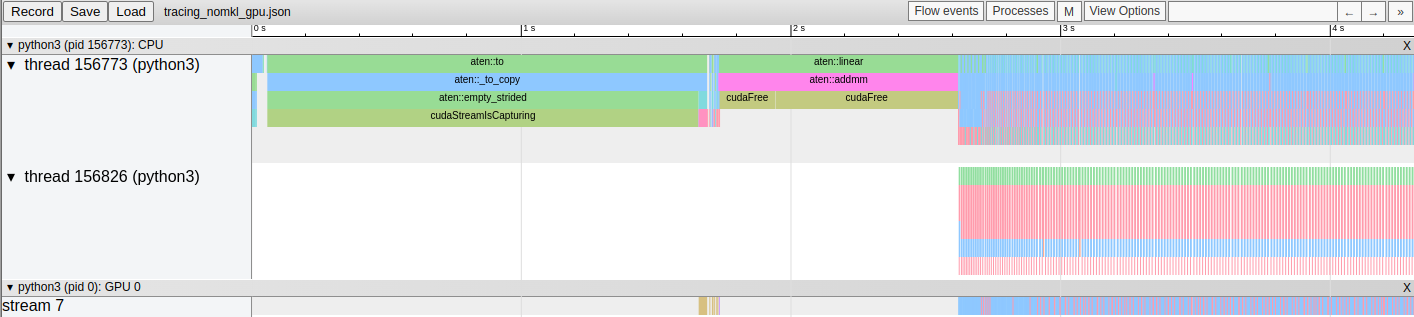 Record Save Load tracing_nomkl_gpu.json Flow events Processes M View Options ← → »
0 s 1 s 2 s 3 s 4 s
▾ python3 (pid 156773): CPU X
▾ thread 156773 (python3) aten::to aten::linear
aten::_to_copy aten::addmm
aten::empty_strided cudaFree cudaFree
cudaStreamIsCapturing
▾ thread 156826 (python3)
▾ python3 (pid 0): GPU 0 X
stream 7